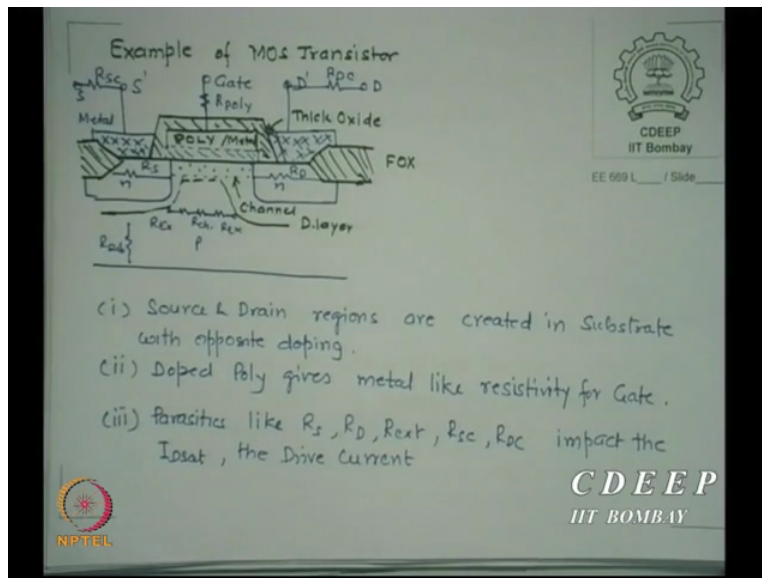 Example of MOS Transistor
Rsc S' Gate D' RDC D
S Rpoly
Metal Thick Oxide
POLY/Metal
FOX
Rs RD
n n
Channel
Rex Rch. Rex D.layer
P
(i) Source & Drain regions are created in Substrate
with opposite doping.
(ii) Doped Poly gives metal like resistivity for Gate.
(iii) Parasitics like Rs, RD, Rext, Rsc, RDC impact the
IDsat, the Drive Current
CDEEP
IIT Bombay
EE 669 L___ / Slide___
NPTEL
CDEEP
IIT BOMBAY